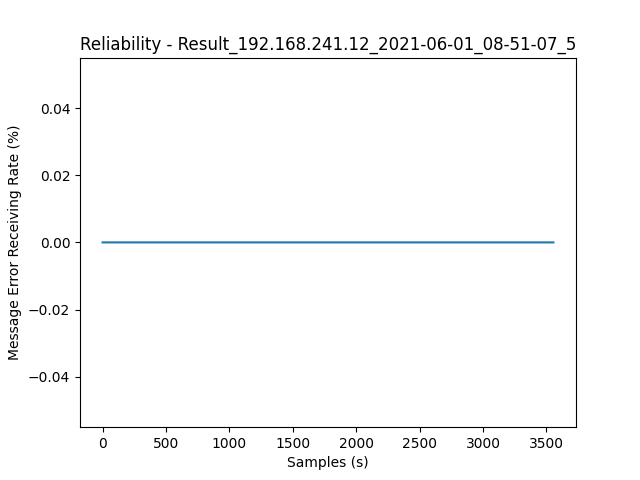 Reliability - Result_192.168.241.12_2021-06-01_08-51-07_5
Message Error Receiving Rate (%)
0.04
0.02
0.00
−0.02
−0.04
0 500 1000 1500 2000 2500 3000 3500
Samples (s)